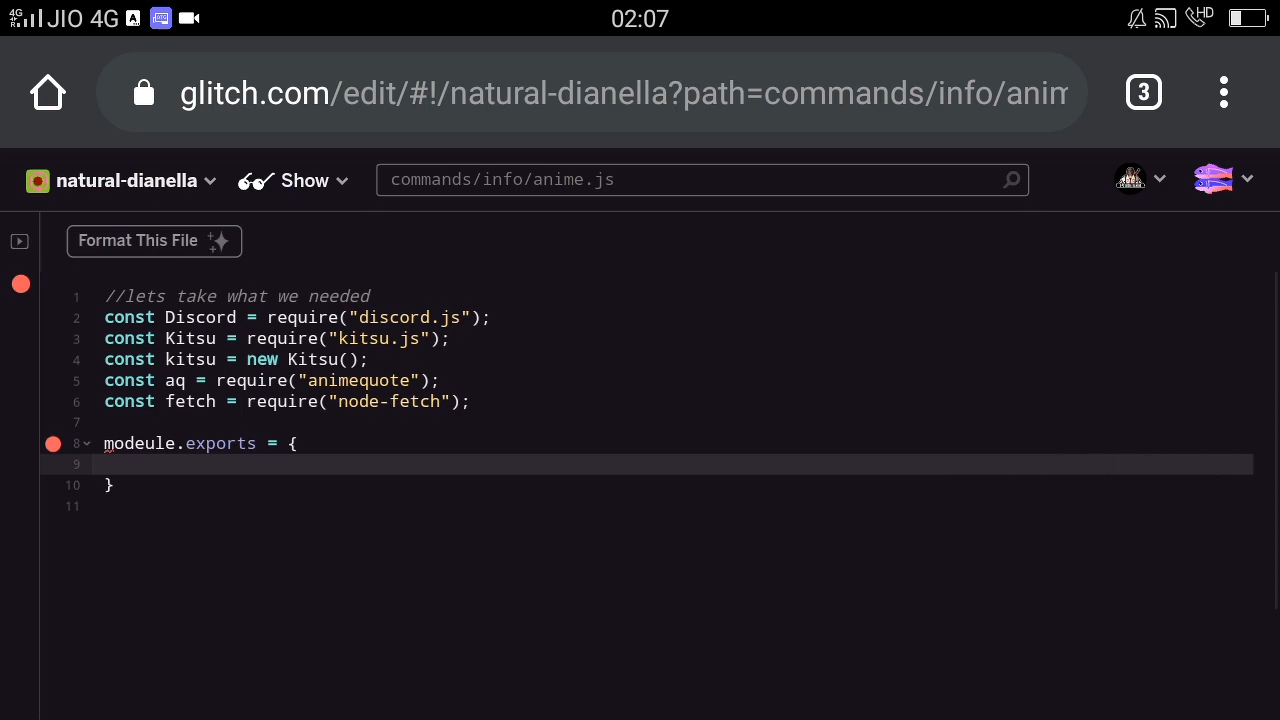 4G R JIO 4G A 02:07 HD
glitch.com/edit/#!/natural-dianella?path=commands/info/anim
3
natural-dianella Show commands/info/anime.js
Format This File
1 //lets take what we needed
2 const Discord = require("discord.js");
3 const Kitsu = require("kitsu.js");
4 const kitsu = new Kitsu();
5 const aq = require("animequote");
6 const fetch = require("node-fetch");
7
8 modeule.exports = {
9
10 }
11